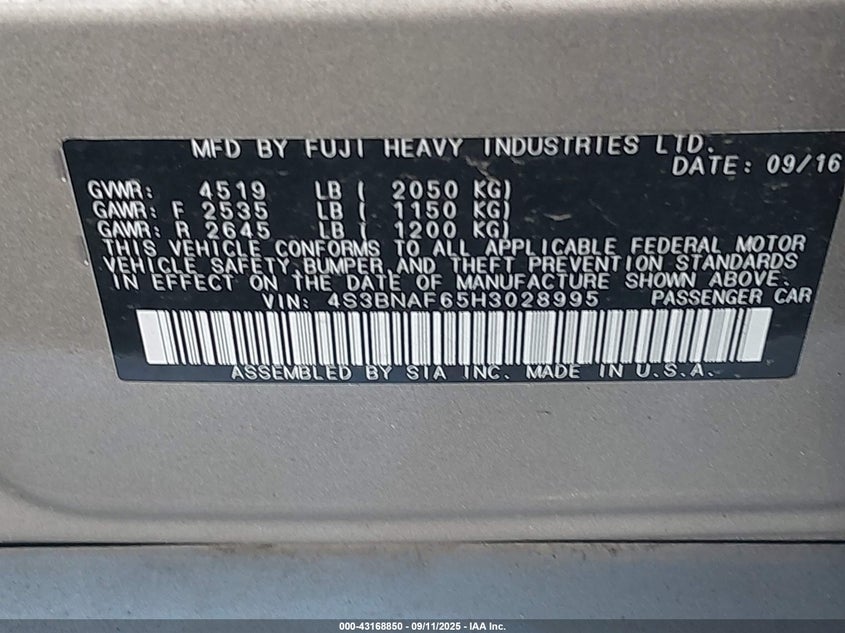 MFD BY FUJI HEAVY INDUSTRIES LTD.
DATE: 09/16
GVWR: 4519 LB ( 2050 KG)
GAWR: F 2535 LB ( 1150 KG)
GAWR: R 2645 LB ( 1200 KG)
THIS VEHICLE CONFORMS TO ALL APPLICABLE FEDERAL MOTOR
VEHICLE SAFETY,BUMPER,AND THEFT PREVENTION STANDARDS
IN EFFECT ON THE DATE OF MANUFACTURE SHOWN ABOVE.
VIN: 4S3BNAF65H3028995 PASSENGER CAR
ASSEMBLED BY SIA INC. MADE IN U.S.A.
000-43168850 - 09/11/2025 - IAA Inc.